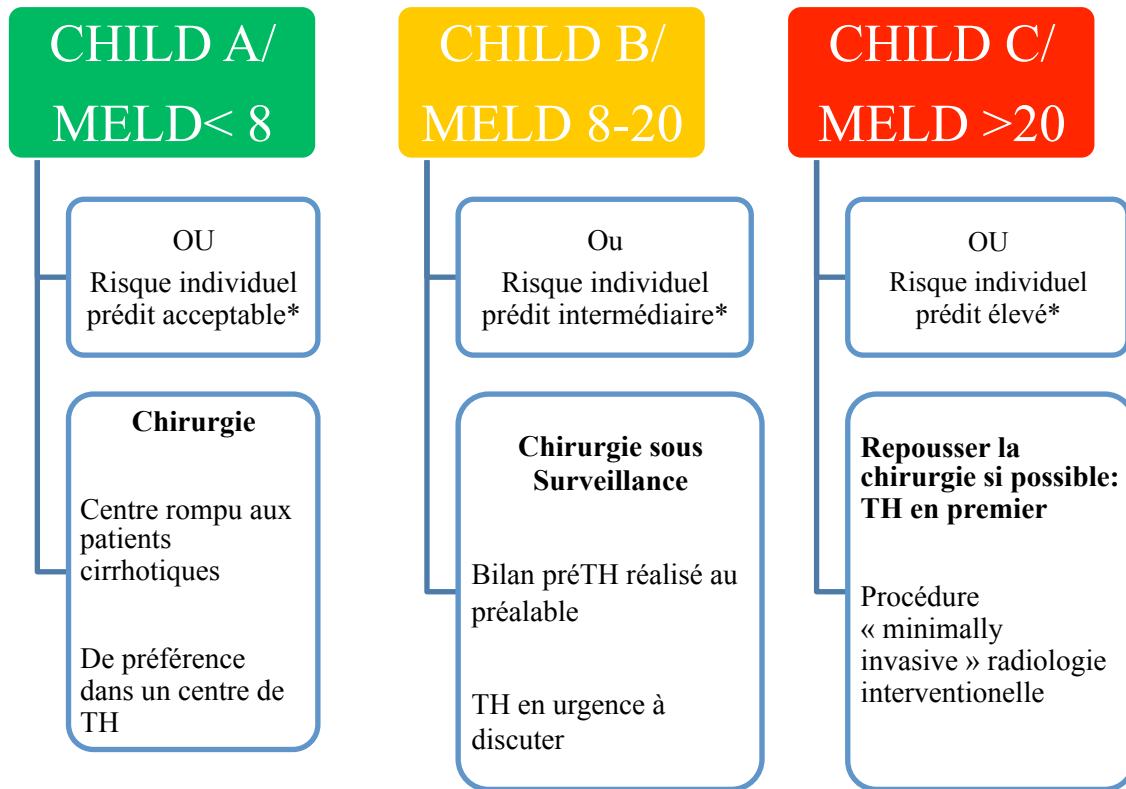 CHILD A/
MELD< 8
OU
Risque individuel
prédit acceptable*
Chirurgie
Centre rompu aux
patients
cirrhotiques
De préférence
dans un centre de
TH
CHILD B/
MELD 8-20
Ou
Risque individuel
prédit intermédiaire*
Chirurgie sous
Surveillance
Bilan préTH réalisé au
préalable
TH en urgence à
discuter
CHILD C/
MELD >20
OU
Risque individuel
prédit élevé*
Repousser la
chirurgie si possible:
TH en premier
Procédure
« minimally
invasive » radiologie
interventionelle